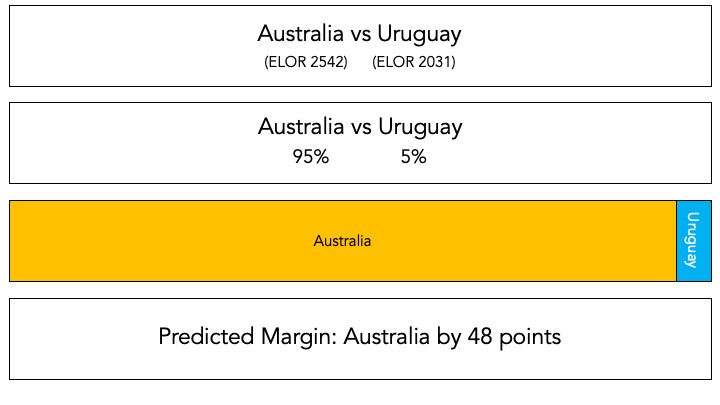 Australia vs Uruguay
(ELOR 2542) (ELOR 2031)
Australia vs Uruguay
95% 5%
Australia
Uruguay
Predicted Margin: Australia by 48 points